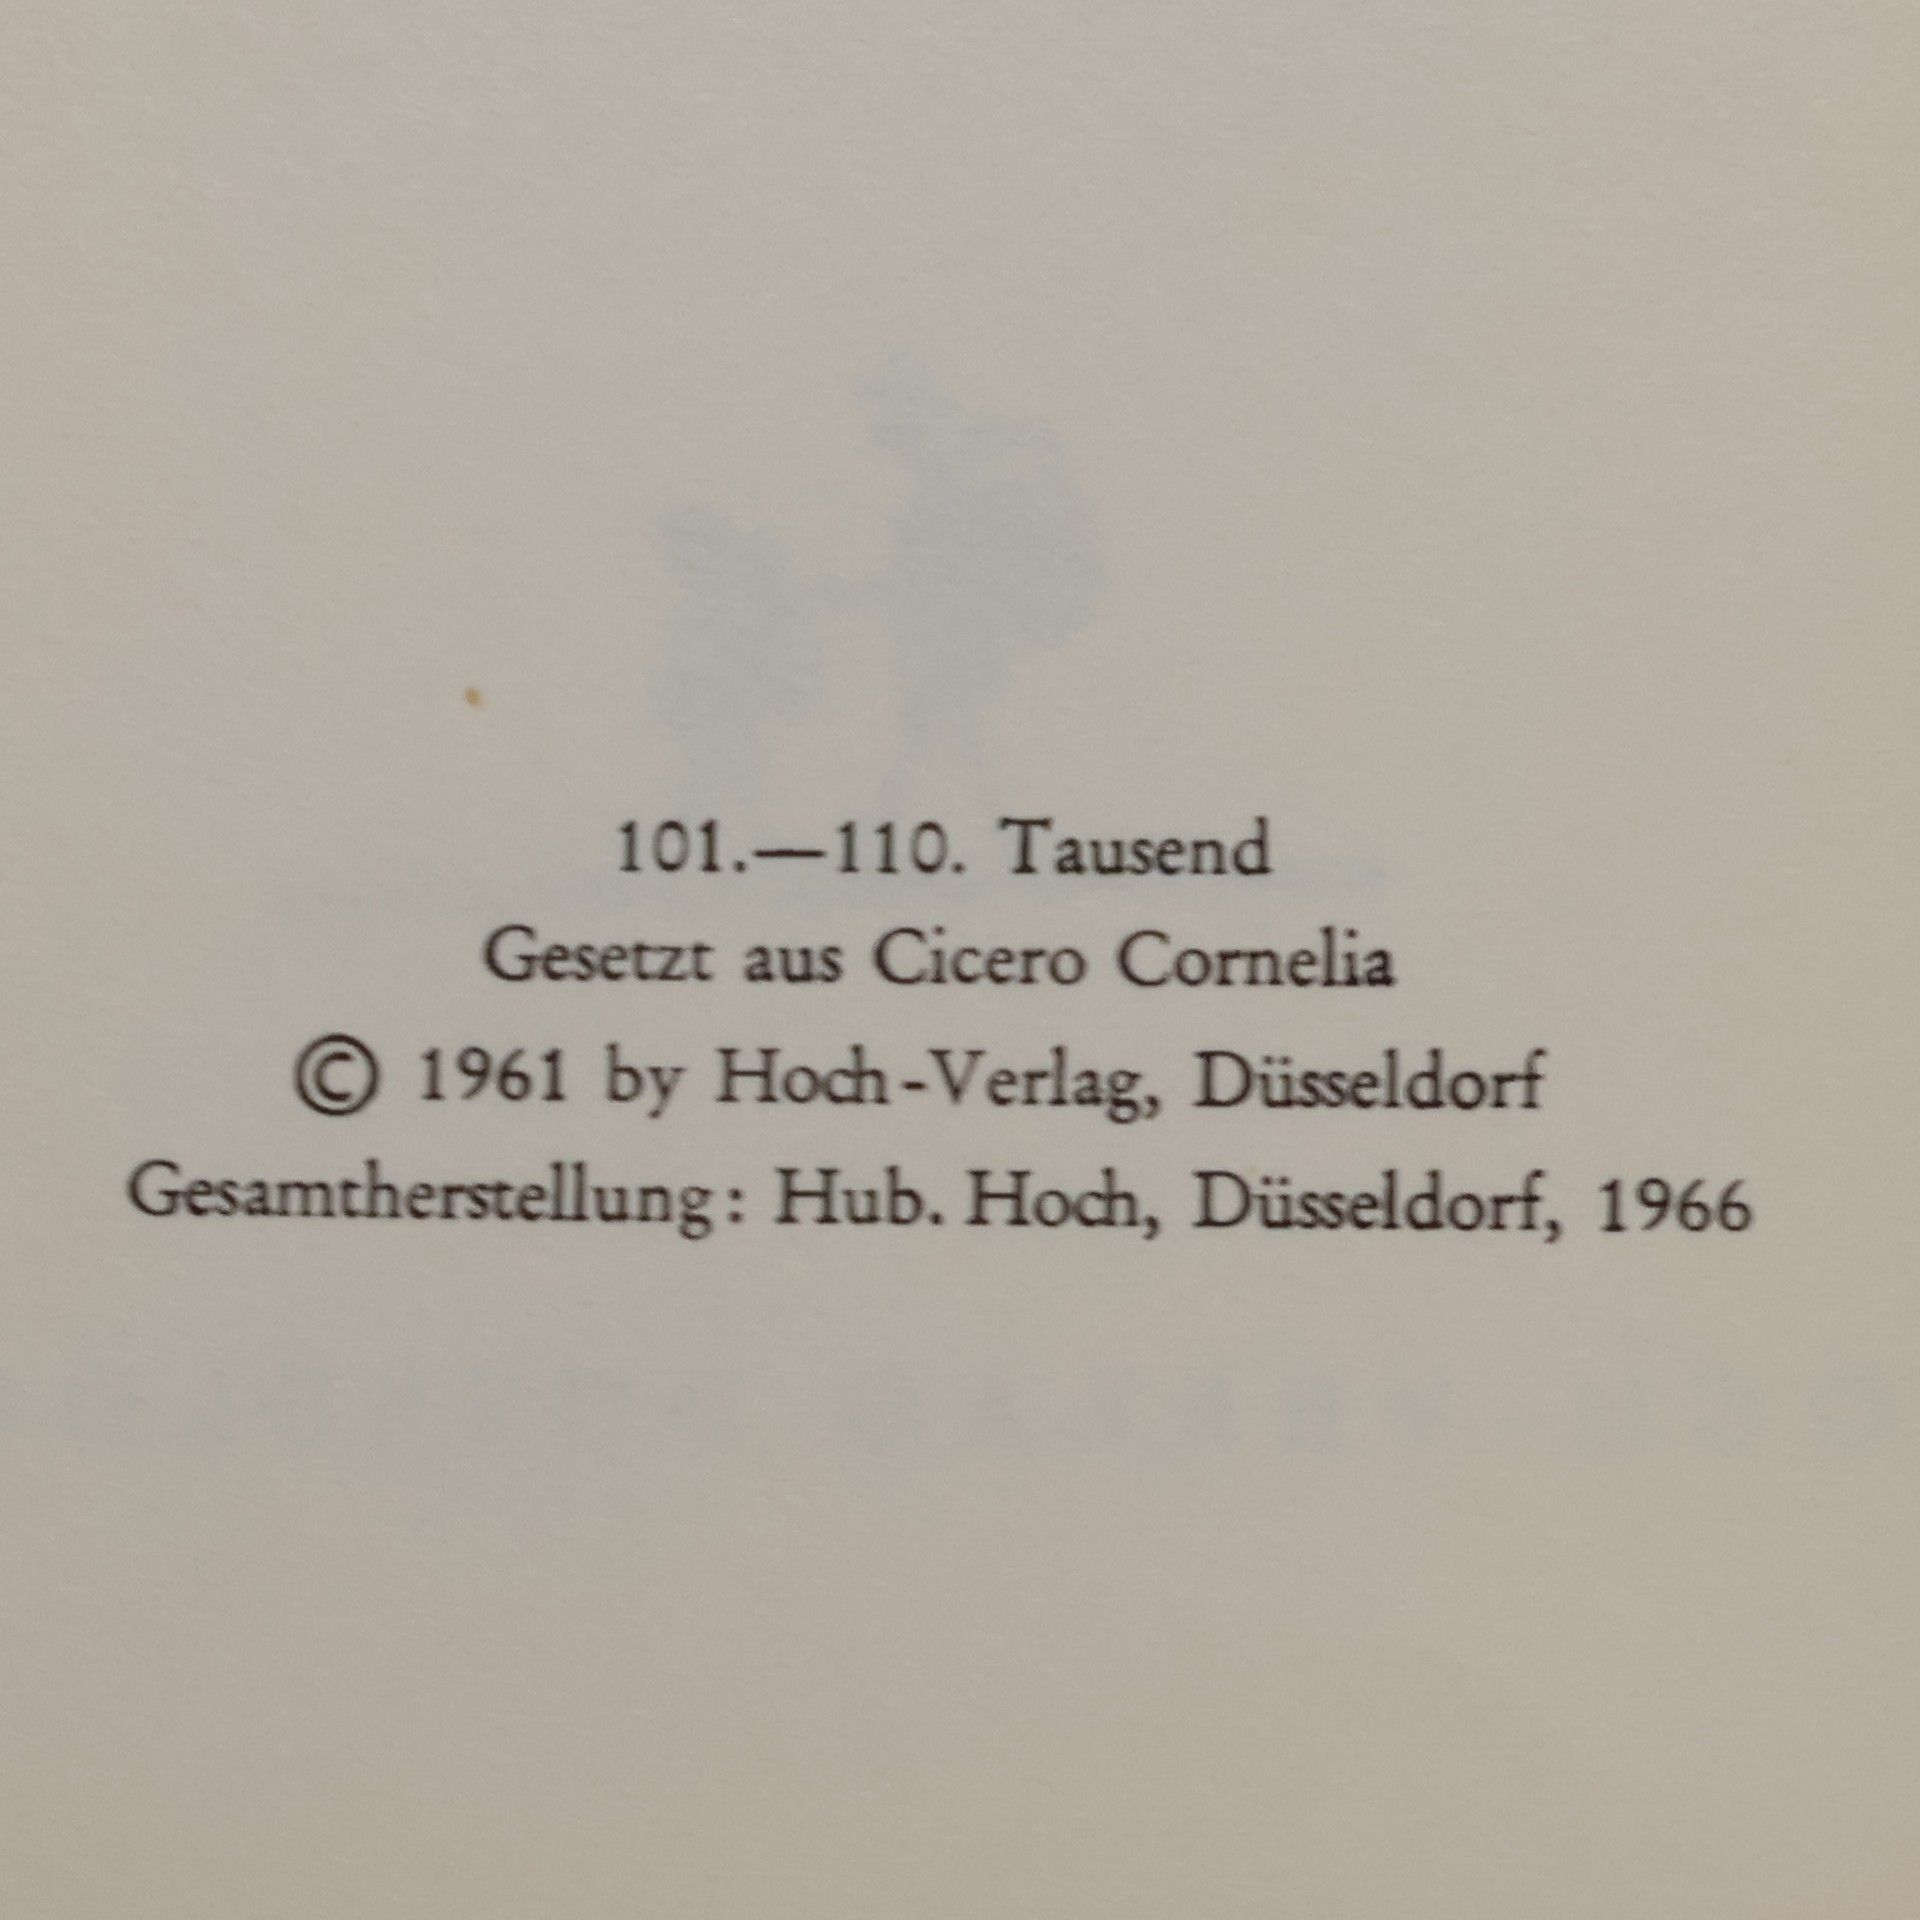 101.—110. Tausend
Gesetzt aus Cicero Cornelia
© 1961 by Hoch-Verlag, Düsseldorf
Gesamtherstellung: Hub. Hoch, Düsseldorf, 1966